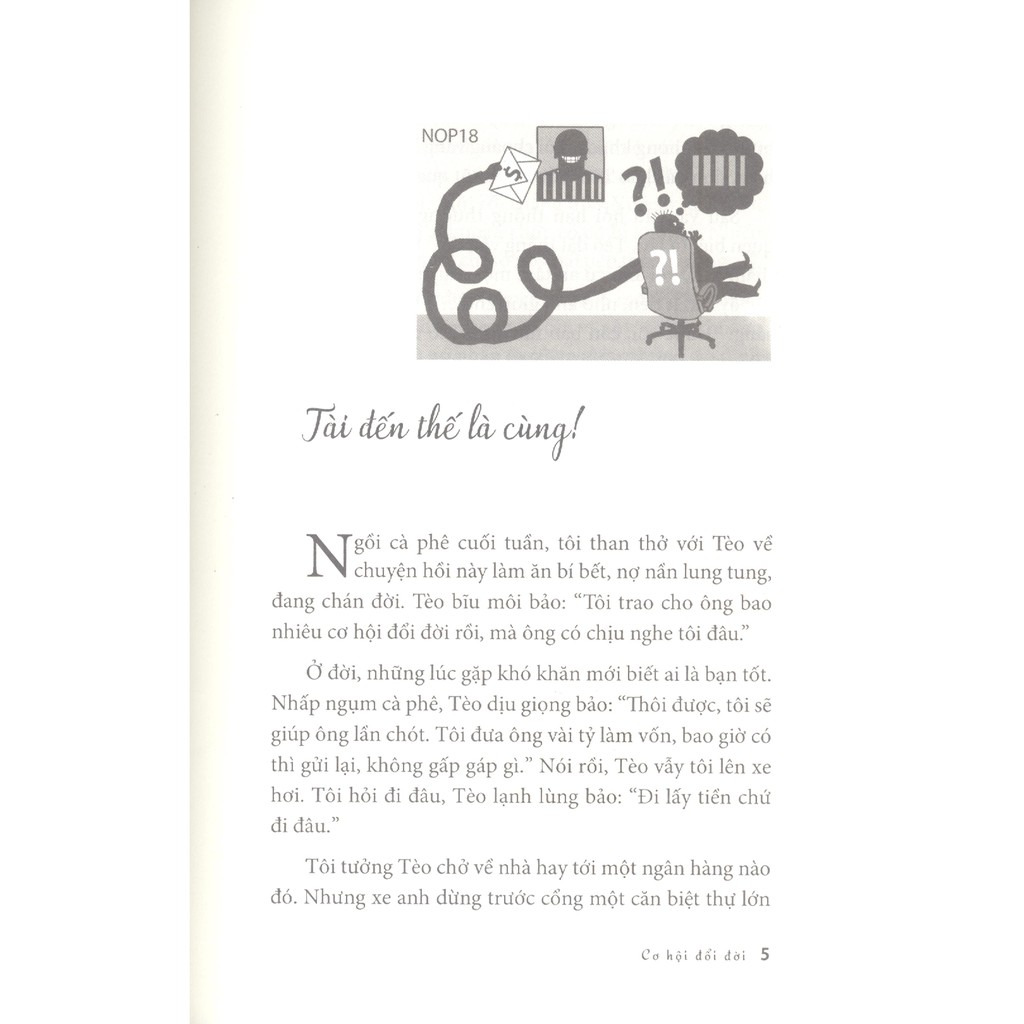 NOP18
$
?!
?!
Tài đến thế là cùng!
Ngồi cà phê cuối tuần, tôi than thở với Tèo về
chuyện hồi này làm ăn bí bết, nợ nần lung tung,
đang chán đời. Tèo bĩu môi bảo: “Tôi trao cho ông bao
nhiêu cơ hội đổi đời rồi, mà ông có chịu nghe tôi đâu.”
Ở đời, những lúc gặp khó khăn mới biết ai là bạn tốt.
Nhấp ngụm cà phê, Tèo dịu giọng bảo: “Thôi được, tôi sẽ
giúp ông lần chót. Tôi đưa ông vài tỷ làm vốn, bao giờ có
thì gửi lại, không gấp gáp gì.” Nói rồi, Tèo vẫy tôi lên xe
hơi. Tôi hỏi đi đâu, Tèo lạnh lùng bảo: “Đi lấy tiền chứ
đi đâu.”
Tôi tưởng Tèo chở về nhà hay tới một ngân hàng nào
đó. Nhưng xe anh dừng trước cổng một căn biệt thự lớn
Cơ hội đổi đời 5